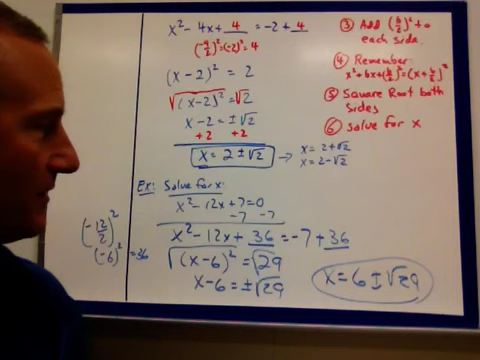 x² - 4x + 4 = -2 + 4
(-4/2)² = (-2)² = 4
(x - 2)² = 2
√(x-2)² = √2
x - 2 = ±√2
+2 +2
x = 2 ± √2 → x = 2+√2
x = 2-√2
③ Add (b/2)² to
each side.
④ Remember:
x²+bx+(b/2)²=(x+b/2)²
⑤ Square Root both
sides
⑥ Solve for x
Ex: Solve for x:
x² - 12x + 7 = 0
-7 -7
x² - 12x + 36 = -7 + 36
√(x-6)² = √29
x - 6 = ±√29
x = 6 ± √29
(-12/2)²
(-6)² = 36